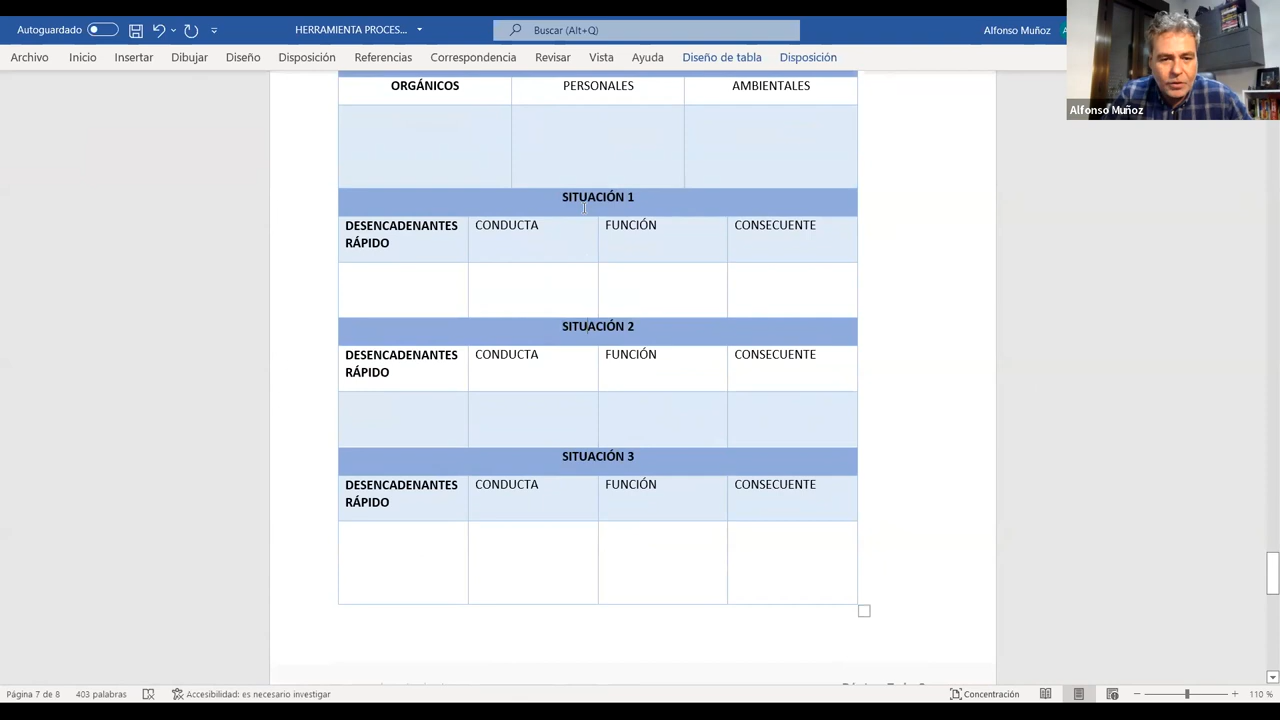 Autoguardado
HERRAMIENTA PROCES...
Buscar (Alt+Q)
Alfonso Muñoz
Archivo Inicio Insertar Dibujar Diseño Disposición Referencias Correspondencia Revisar Vista Ayuda Diseño de tabla Disposición
Alfonso Muñoz
ORGÁNICOS PERSONALES AMBIENTALES
SITUACIÓN 1
DESENCADENANTES CONDUCTA FUNCIÓN CONSECUENTE
RÁPIDO
SITUACIÓN 2
DESENCADENANTES CONDUCTA FUNCIÓN CONSECUENTE
RÁPIDO
SITUACIÓN 3
DESENCADENANTES CONDUCTA FUNCIÓN CONSECUENTE
RÁPIDO
Página 7 de 8 403 palabras Accesibilidad: es necesario investigar Concentración 110 %